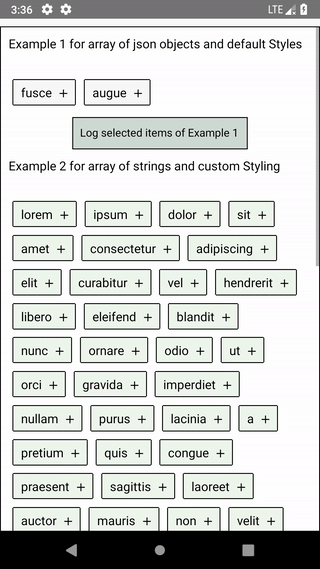 3:36 LTE
Example 1 for array of json objects and default Styles
fusce + augue +
Log selected items of Example 1
Example 2 for array of strings and custom Styling
lorem + ipsum + dolor + sit +
amet + consectetur + adipiscing +
elit + curabitur + vel + hendrerit +
libero + eleifend + blandit +
nunc + ornare + odio + ut +
orci + gravida + imperdiet +
nullam + purus + lacinia + a +
pretium + quis + congue +
praesent + sagittis + laoreet +
auctor + mauris + non + velit +